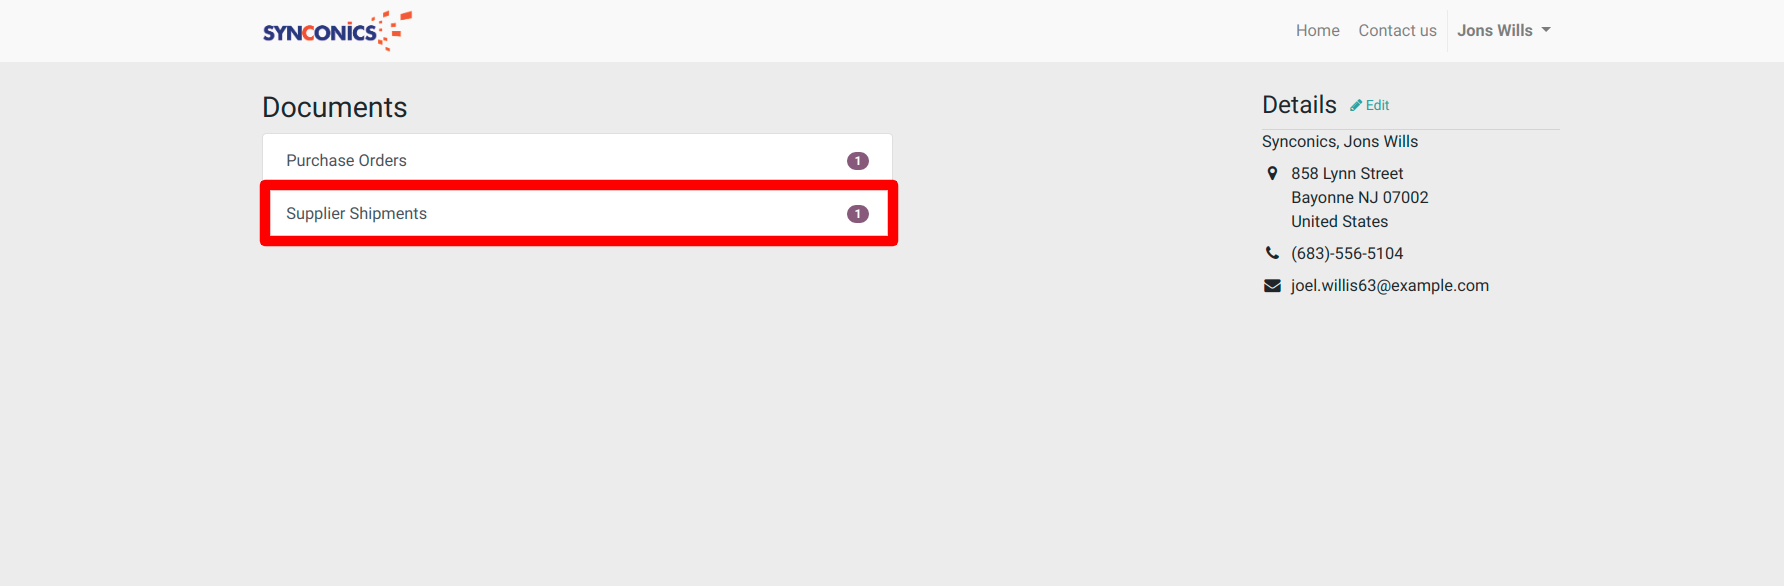 SYNCONICS
Home
Contact us
Jons Wills
Documents
Purchase Orders 1
Supplier Shipments 1
Details Edit
Synconics, Jons Wills
858 Lynn Street
Bayonne NJ 07002
United States
(683)-556-5104
joel.willis63@example.com